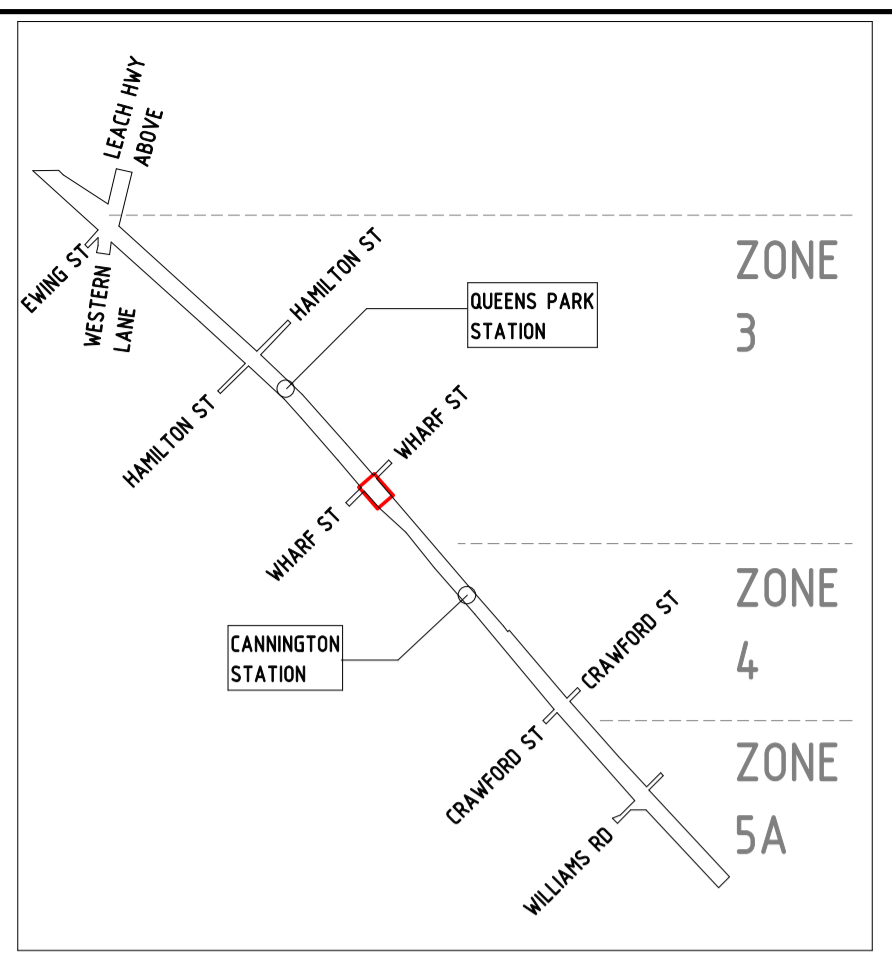 LEACH HWY
ABOVE
EWING ST
WESTERN
LANE
HAMILTON ST
ZONE
3
QUEENS PARK
STATION
HAMILTON ST
WHARF ST
WHARF ST
ZONE
4
CANNINGTON
STATION
CRAWFORD ST
CRAWFORD ST
ZONE
5A
WILLIAMS RD